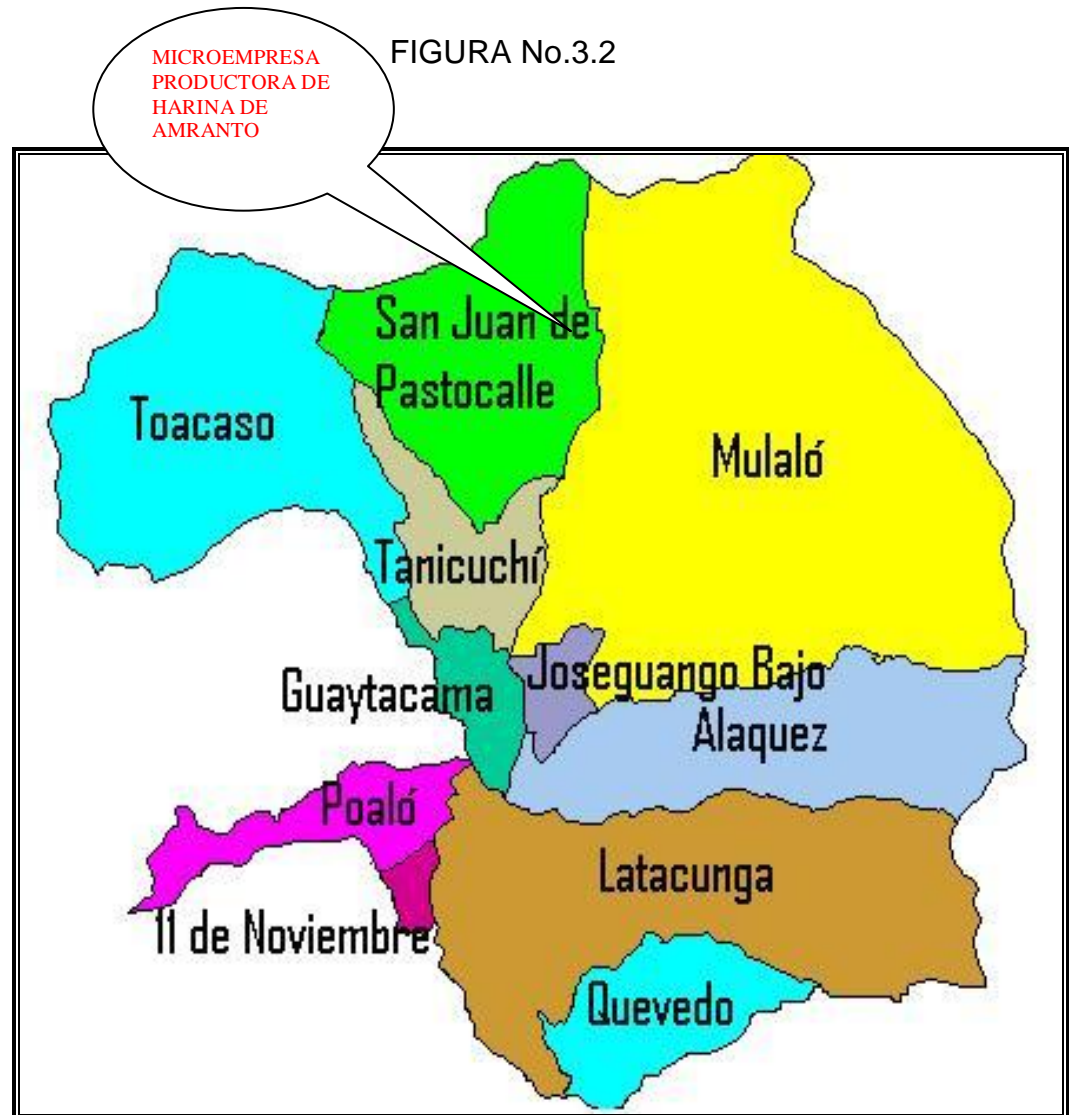 MICROEMPRESA
PRODUCTORA DE
HARINA DE
AMRANTO
FIGURA No.3.2
San Juan de
Pastocalle
Toacaso
Mulaló
Tanicuchí
Guaytacama
Joseguango Bajo
Alaquez
Poaló
Latacunga
11 de Noviembre
Quevedo